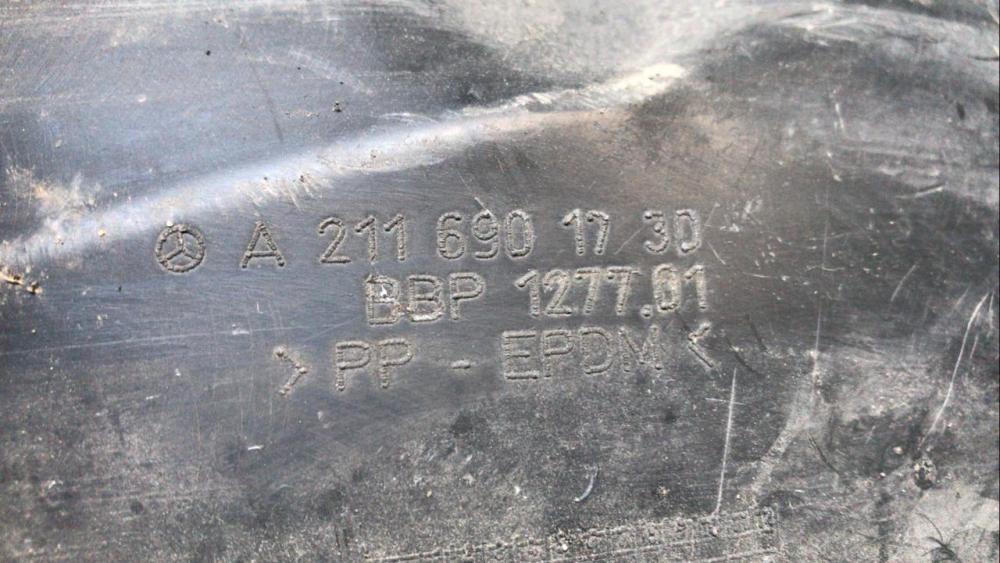 A 211 690 17 30
BBP 1277.01
>PP - EPDM<